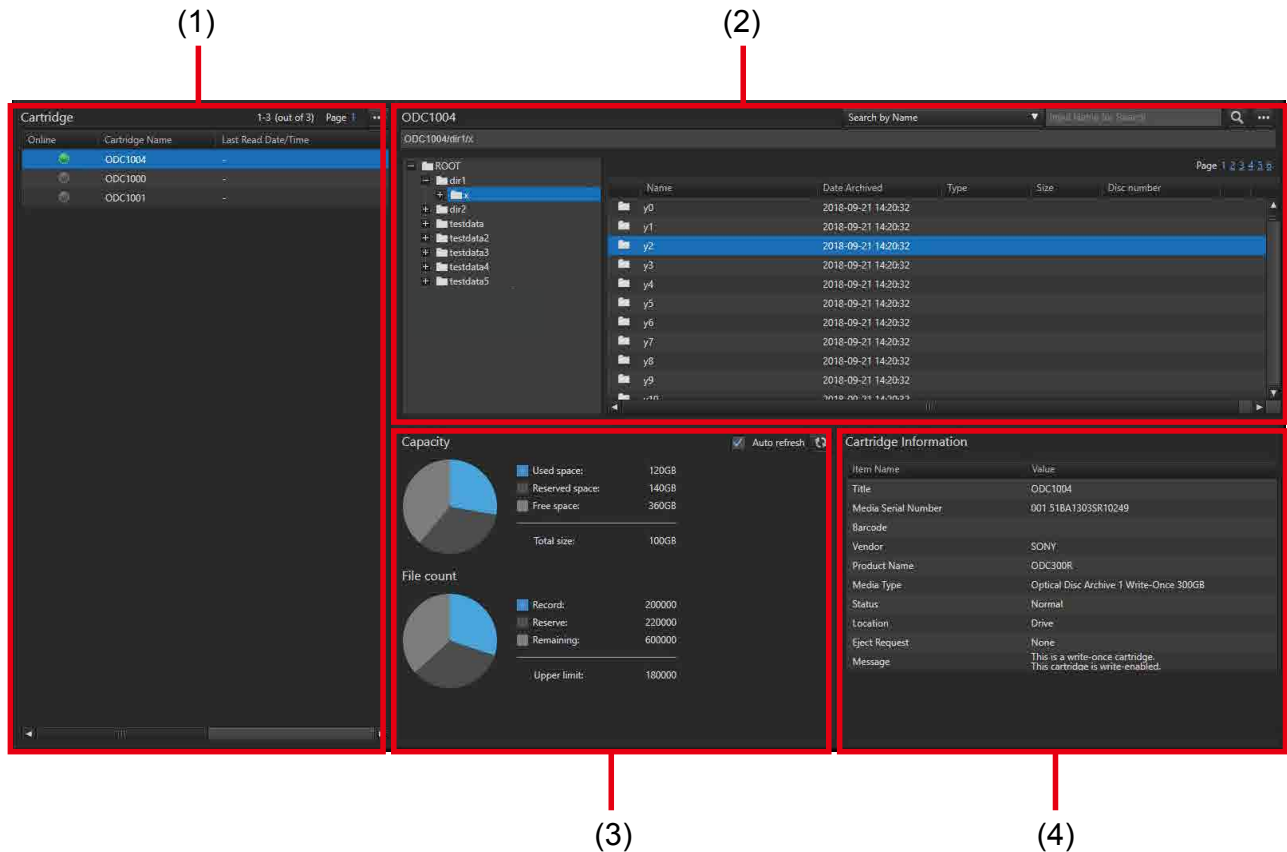 (1)
(2)
Cartridge 1-3 (out of 3) Page 1 ...
Online Cartridge Name Last Read Date/Time
ODC1004 -
ODC1000 -
ODC1001 -
ODC1004 Search by Name Input Name for Search ...
ODC1004/dir1/x
ROOT
dir1
x
dir2
testdata
testdata2
testdata3
testdata4
testdata5
Page 1 2 3 4 5 6
Name Date Archived Type Size Disc number
y0 2018-09-21 14:20:32
y1 2018-09-21 14:20:32
y2 2018-09-21 14:20:32
y3 2018-09-21 14:20:32
y4 2018-09-21 14:20:32
y5 2018-09-21 14:20:32
y6 2018-09-21 14:20:32
y7 2018-09-21 14:20:32
y8 2018-09-21 14:20:32
y9 2018-09-21 14:20:32
y10 2018-09-21 14:20:32
Capacity Auto refresh
Used space: 120GB
Reserved space: 140GB
Free space: 360GB
Total size: 100GB
File count
Record: 200000
Reserve: 220000
Remaining: 600000
Upper limit: 180000
Cartridge Information
Item Name Value
Title ODC1004
Media Serial Number 001 51BA1303SR10249
Barcode
Vendor SONY
Product Name ODC300R
Media Type Optical Disc Archive 1 Write-Once 300GB
Status Normal
Location Drive
Eject Request None
Message This is a write-once cartridge.
This cartridge is write-enabled.
(3)
(4)